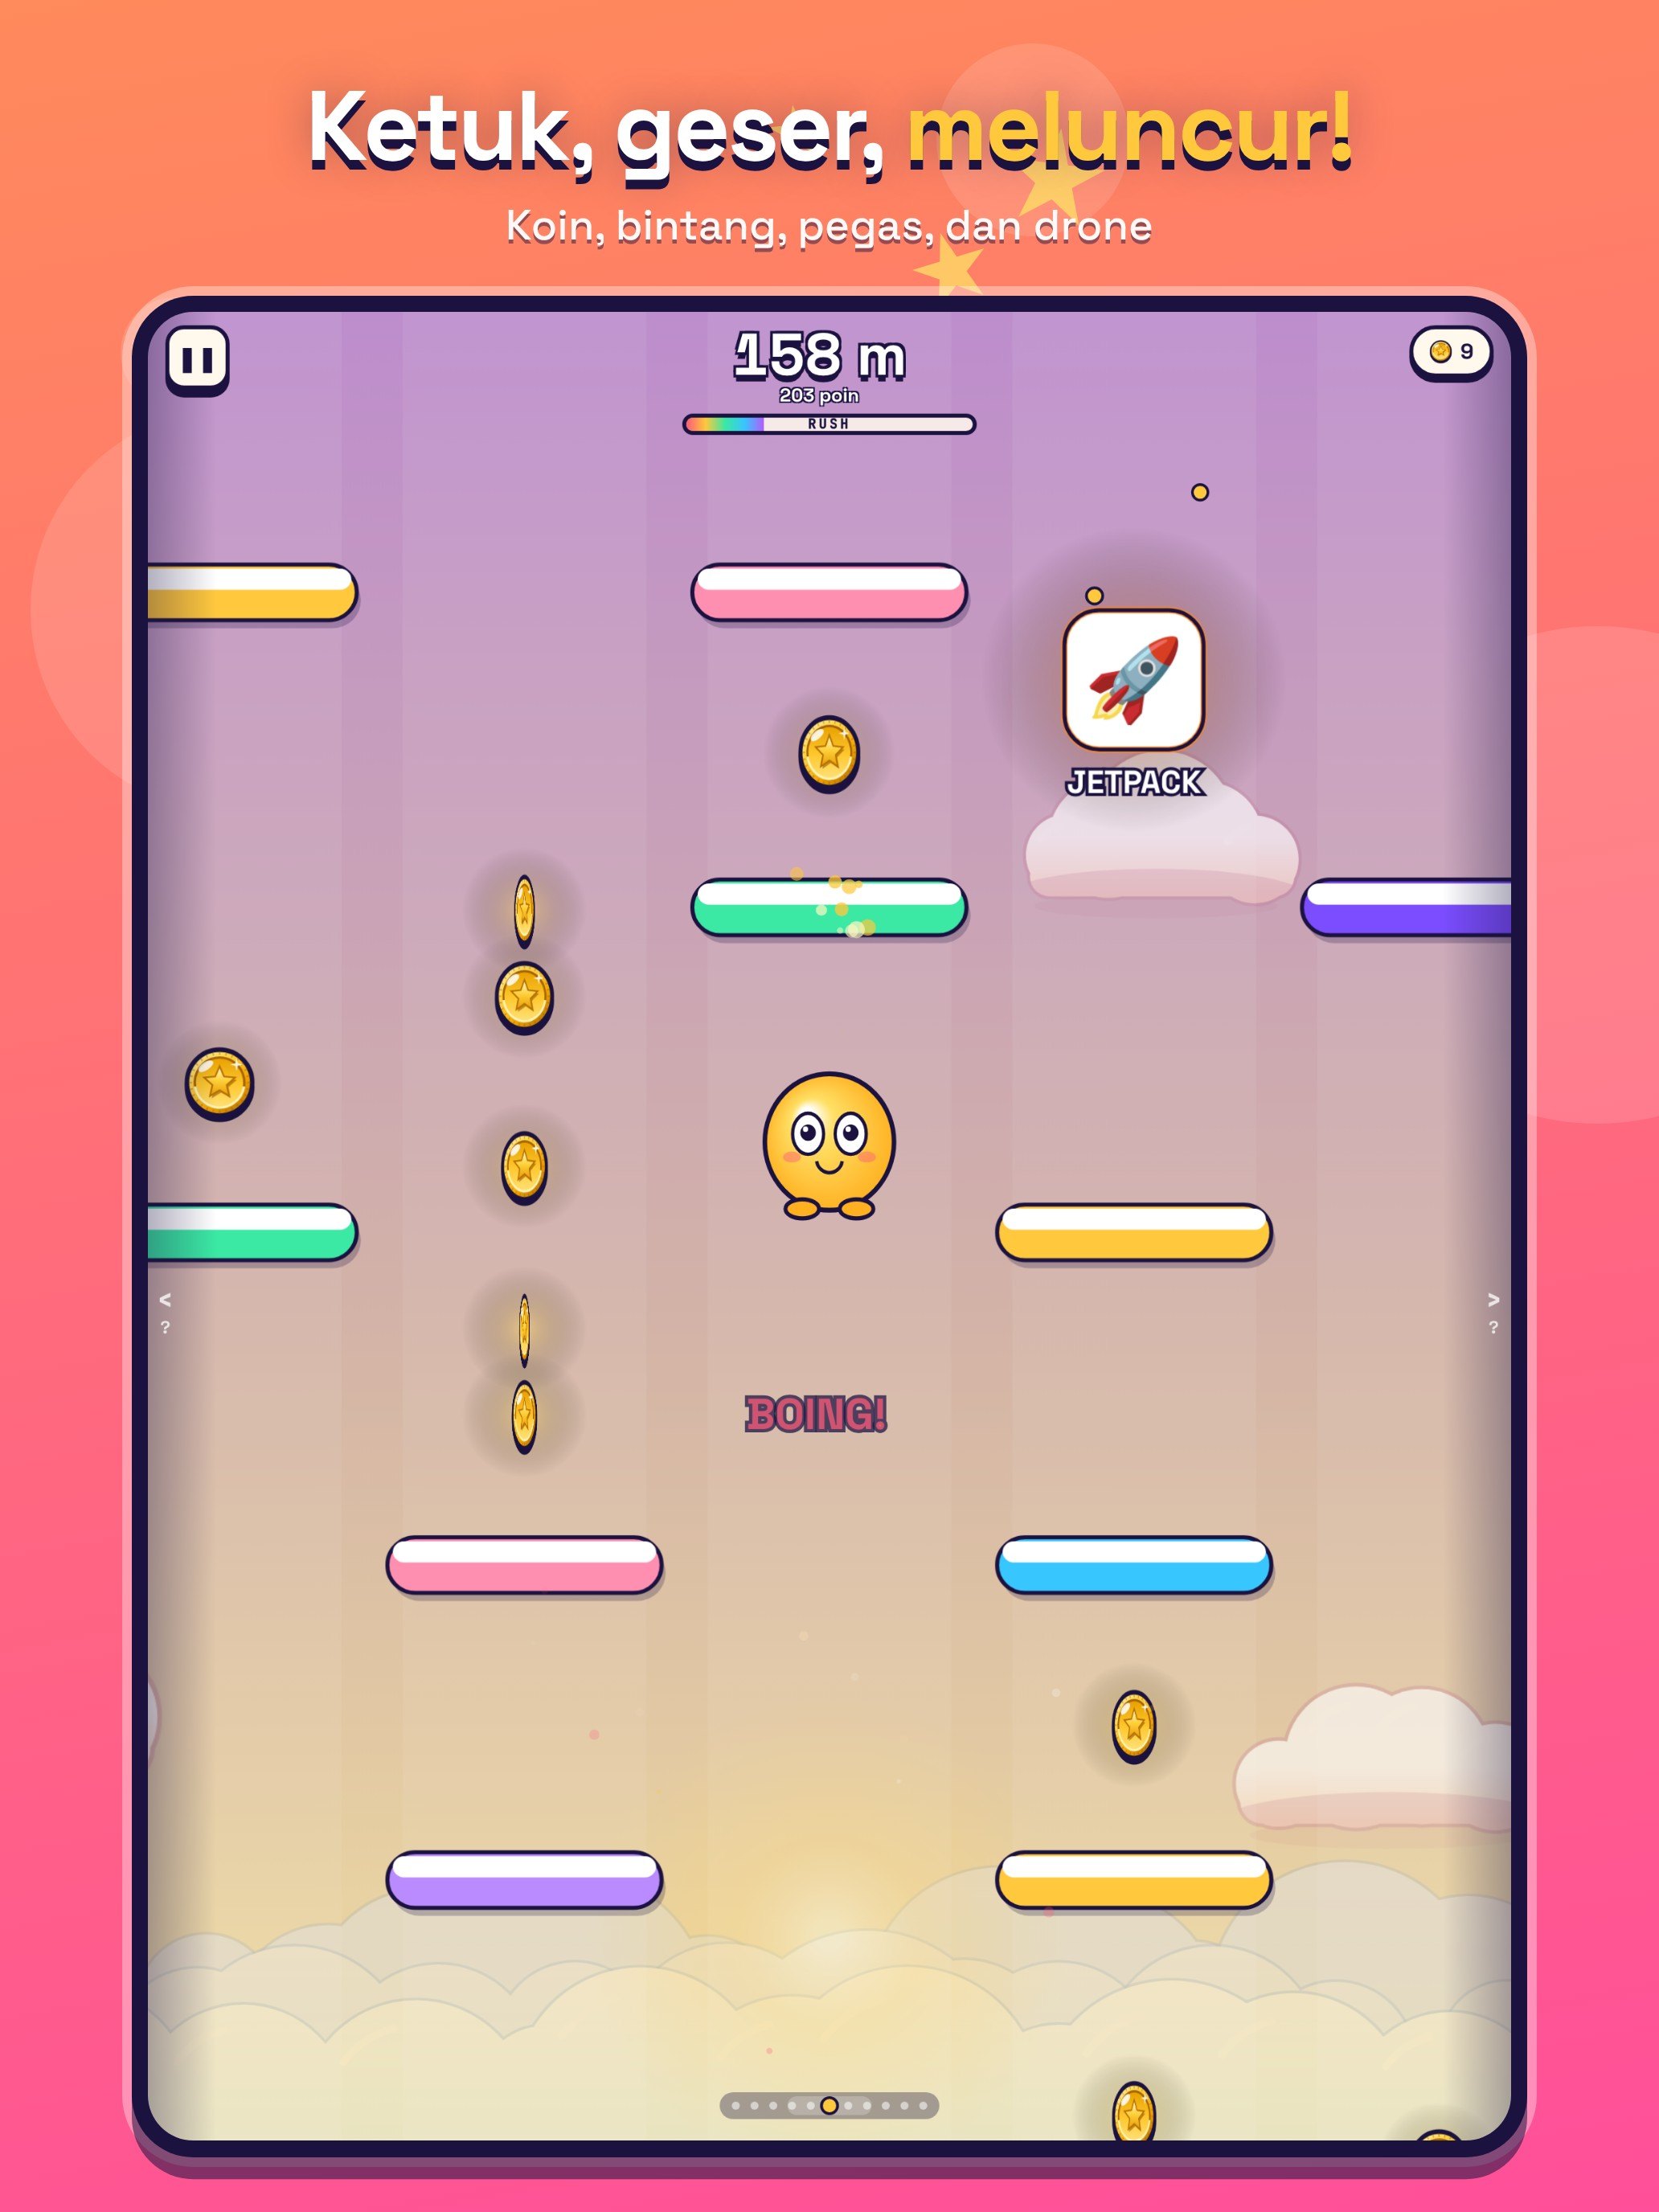 Ketuk, geser, meluncur!
Koin, bintang, pegas, dan drone
158 m
9
203 poin
RUSH
JETPACK
<
?
>
?
BOING!